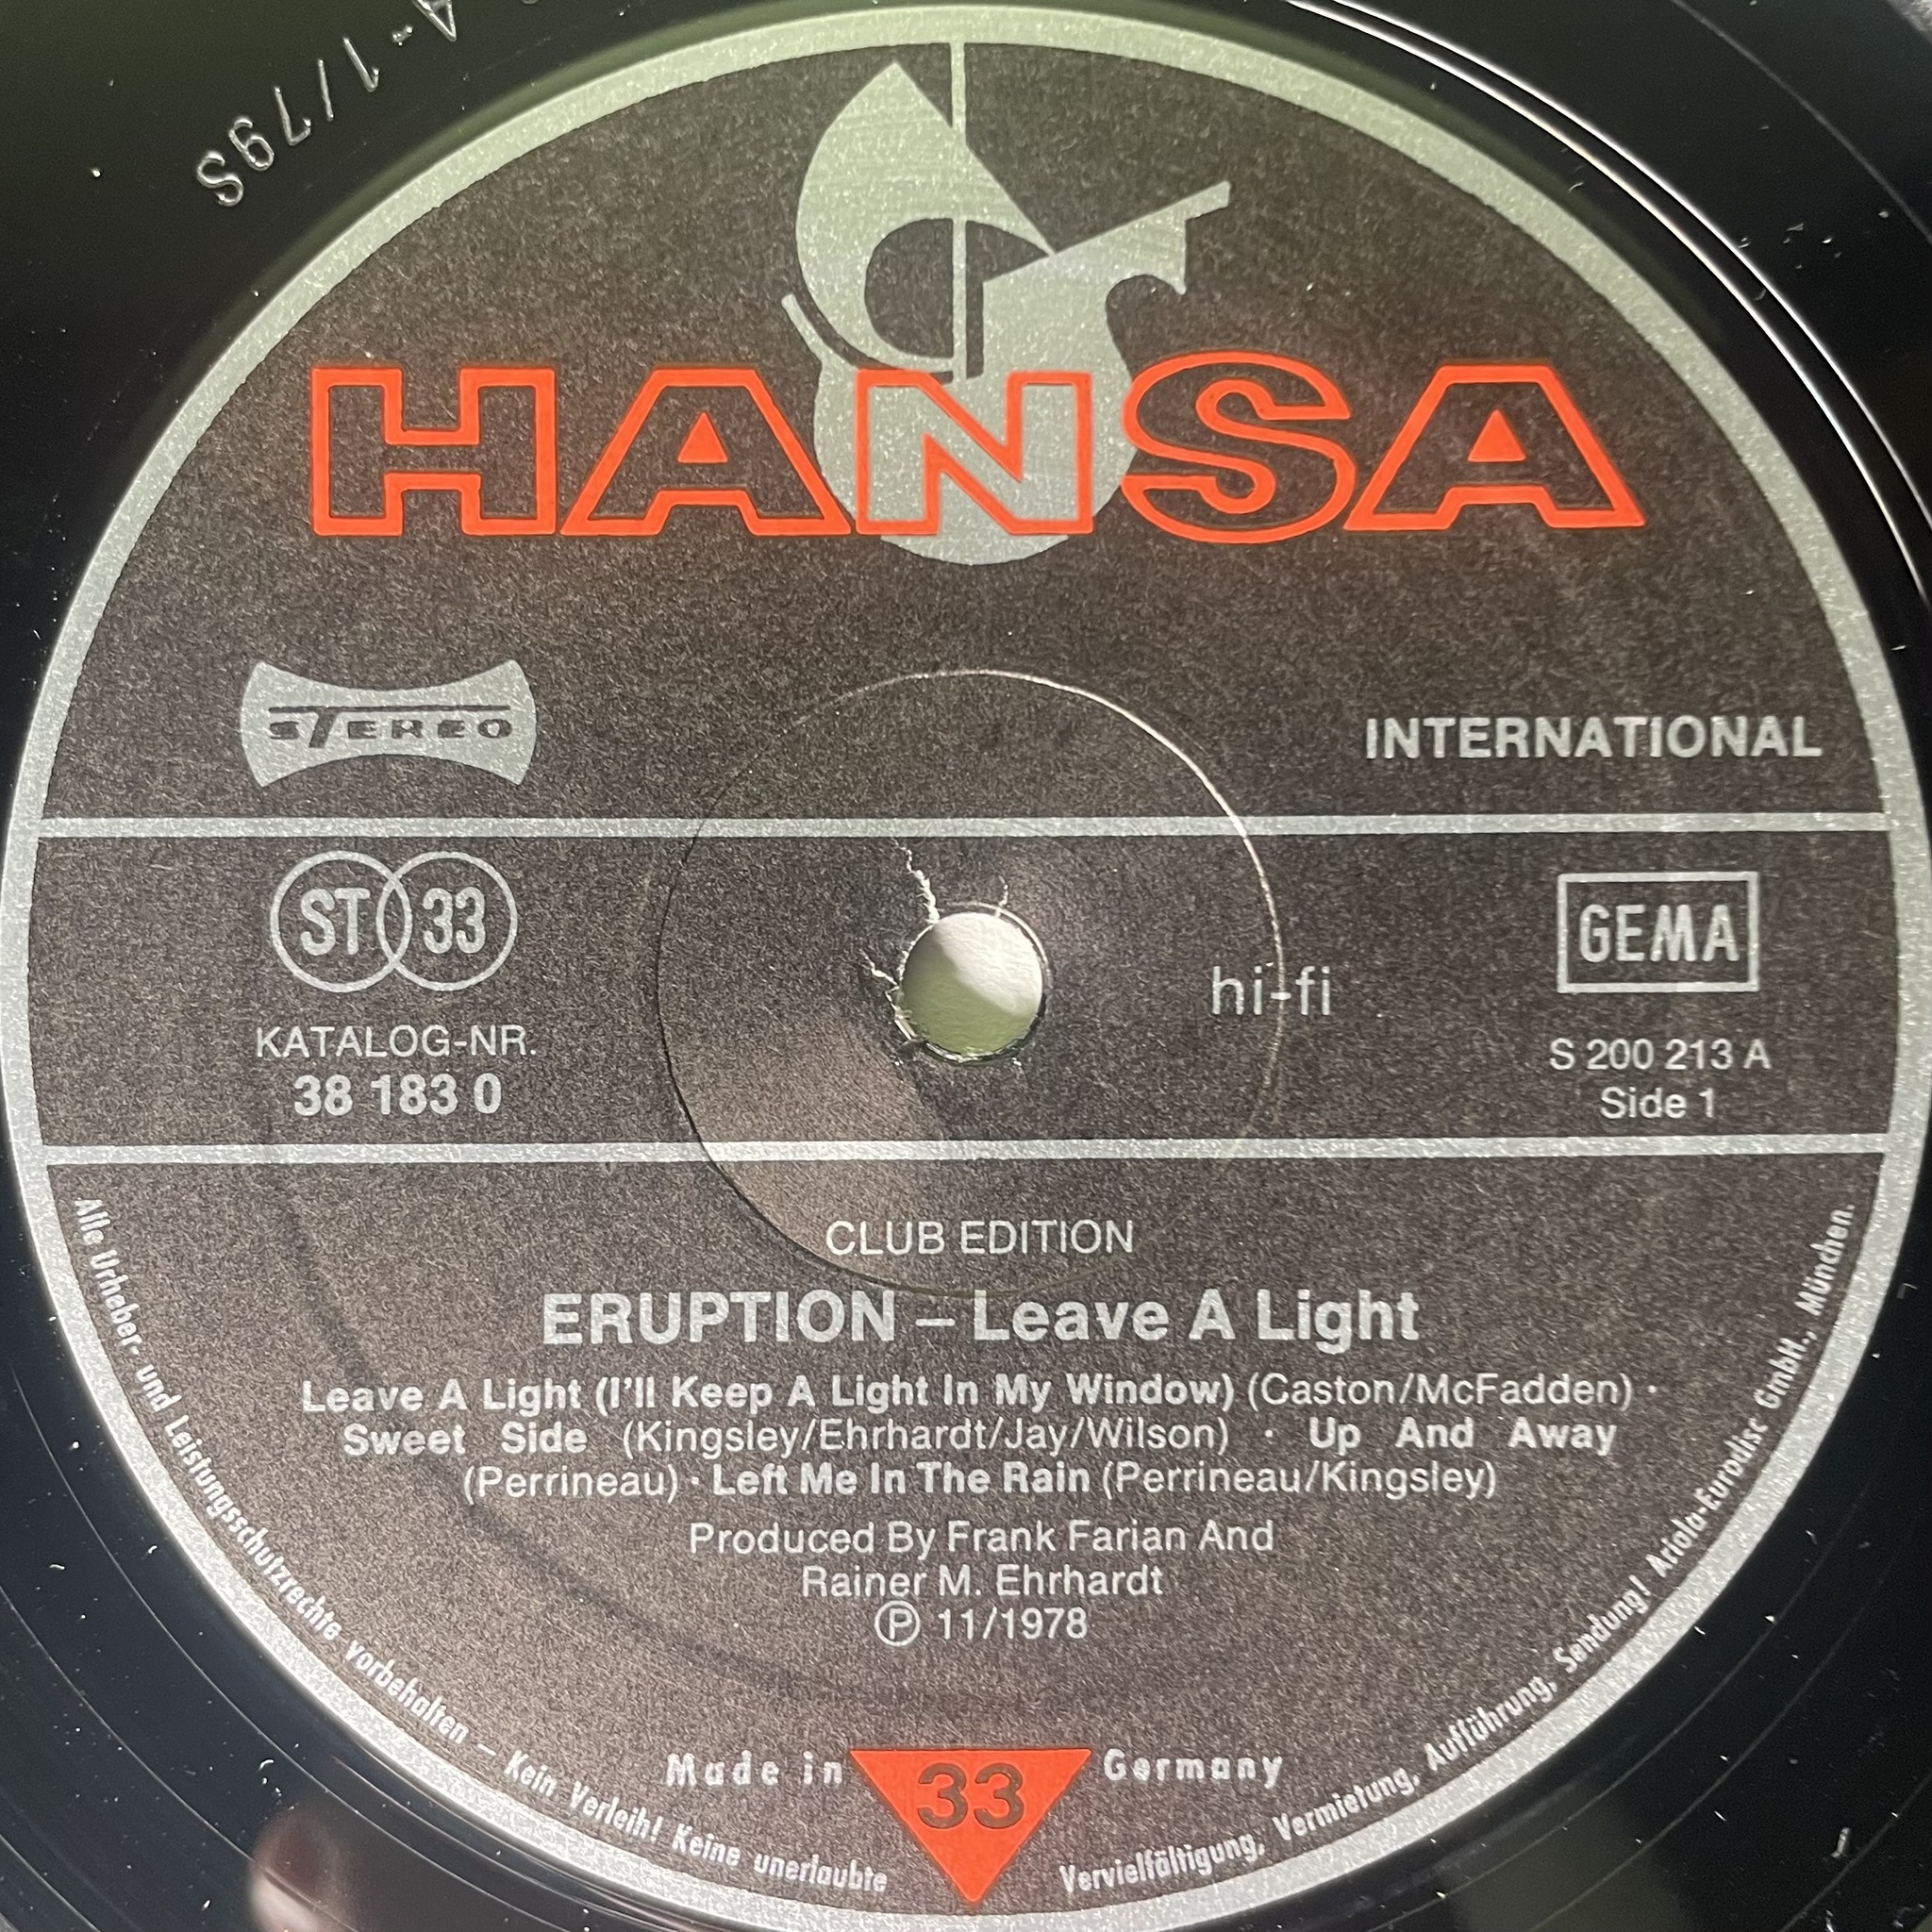 A-1/79S
HANSA
STEREO
INTERNATIONAL
ST 33
GEMA
hi-fi
KATALOG-NR.
38 183 0
S 200 213 A
Side 1
CLUB EDITION
ERUPTION – Leave A Light
Leave A Light (I'll Keep A Light In My Window) (Caston/McFadden) ·
Sweet Side (Kingsley/Ehrhardt/Jay/Wilson) · Up And Away
(Perrineau) · Left Me In The Rain (Perrineau/Kingsley)
Produced By Frank Farian And
Rainer M. Ehrhardt
Ⓟ 11/1978
Made in 33 Germany
Alle Urheber- und Leistungsschutzrechte vorbehalten – Kein Verleih! Keine unerlaubte Vervielfältigung, Vermietung, Aufführung, Sendung! Ariola-Eurodisc GmbH., München.